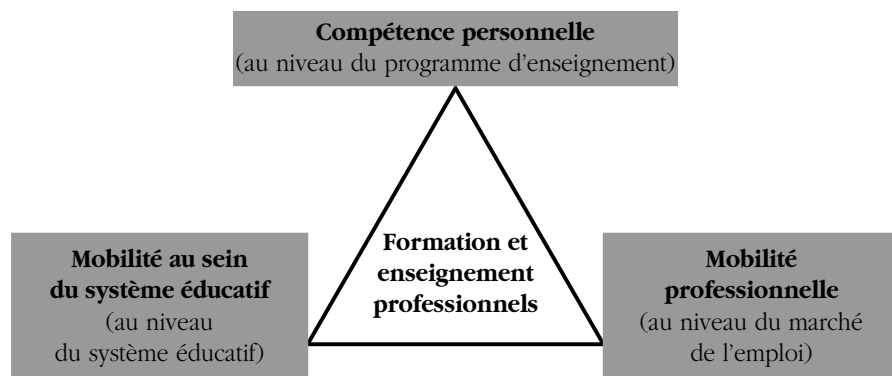 Compétence personnelle
(au niveau du programme d'enseignement)
Mobilité au sein
du système éducatif
(au niveau
du système éducatif)
Formation et
enseignement
professionnels
Mobilité
professionnelle
(au niveau du marché
de l'emploi)